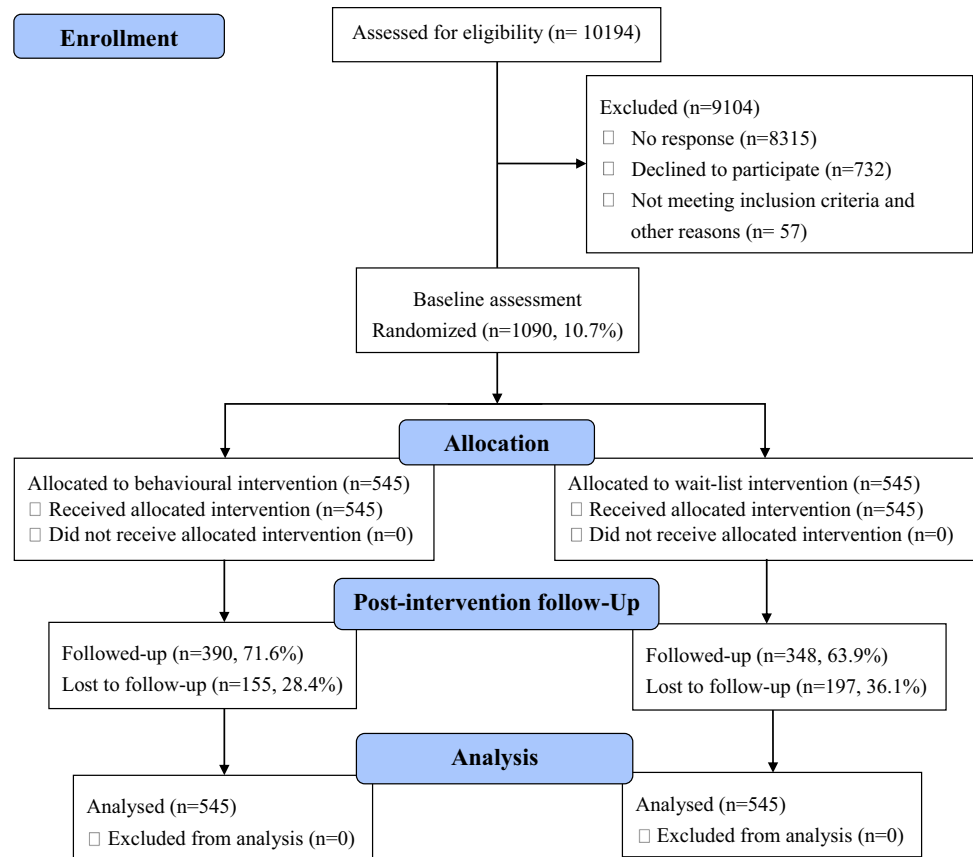 Enrollment
Assessed for eligibility (n= 10194)
Excluded (n=9104)
□ No response (n=8315)
□ Declined to participate (n=732)
□ Not meeting inclusion criteria and
other reasons (n= 57)
Baseline assessment
Randomized (n=1090, 10.7%)
Allocation
Allocated to behavioural intervention (n=545)
□ Received allocated intervention (n=545)
□ Did not receive allocated intervention (n=0)
Allocated to wait-list intervention (n=545)
□ Received allocated intervention (n=545)
□ Did not receive allocated intervention (n=0)
Post-intervention follow-Up
Followed-up (n=390, 71.6%)
Lost to follow-up (n=155, 28.4%)
Followed-up (n=348, 63.9%)
Lost to follow-up (n=197, 36.1%)
Analysis
Analysed (n=545)
□ Excluded from analysis (n=0)
Analysed (n=545)
□ Excluded from analysis (n=0)